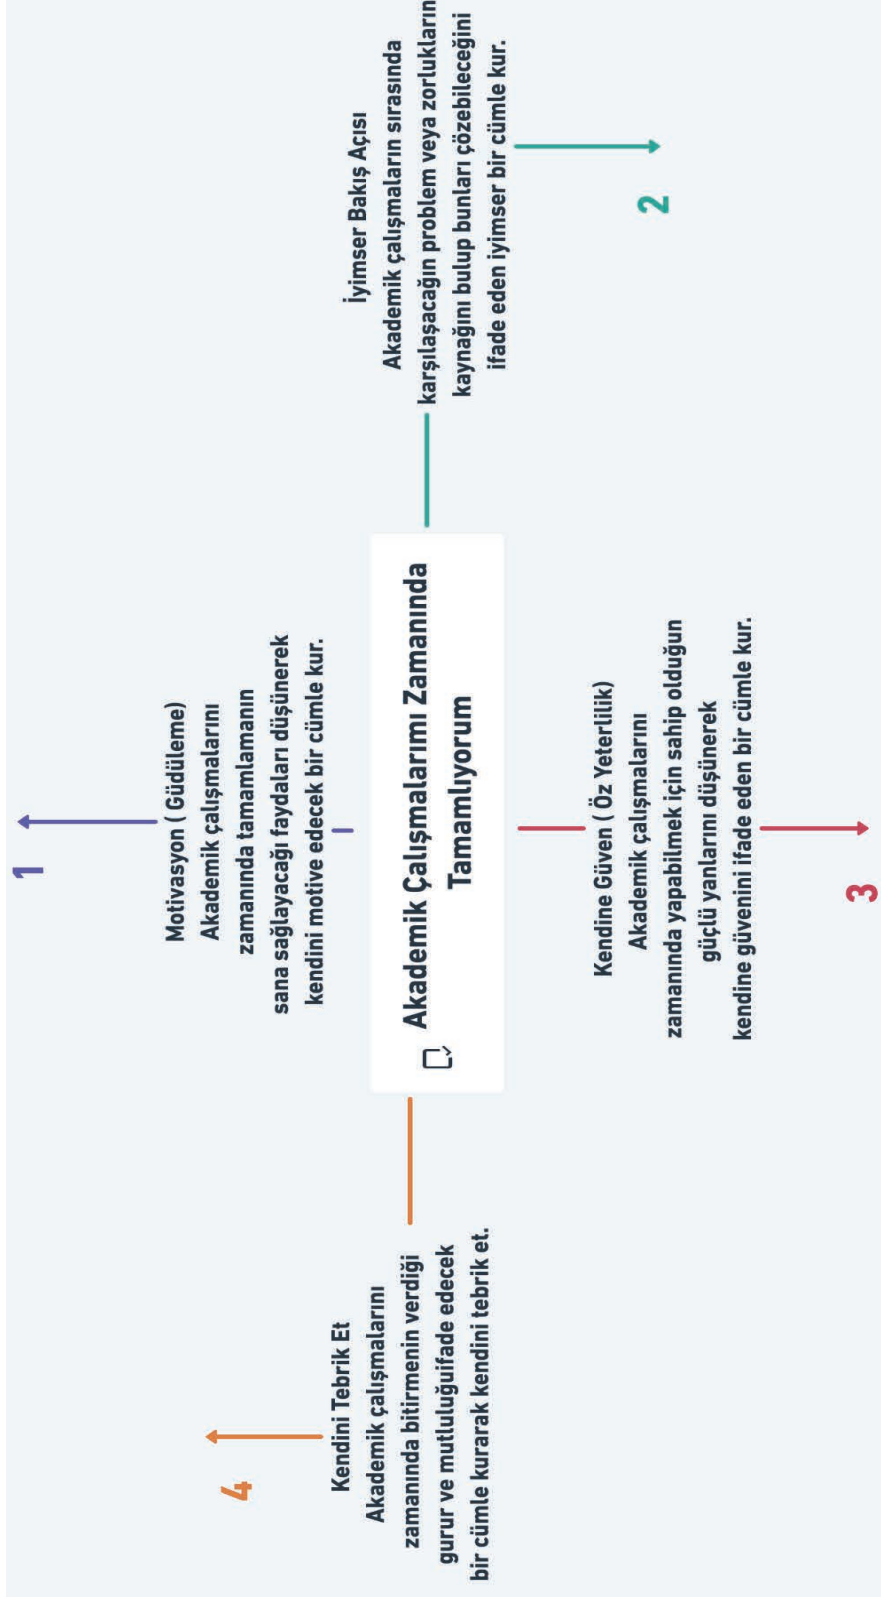 1
Motivasyon ( Güdüleme)
Akademik çalışmalarını
zamanında tamamlamanın
sana sağlayacağı faydaları düşünerek
kendini motive edecek bir cümle kur.
İyimser Bakış Açısı
Akademik çalışmaların sırasında
karşılaşacağın problem veya zorlukların
kaynağını bulup bunları çözebileceğini
ifade eden iyimser bir cümle kur.
2
Akademik Çalışmalarımı Zamanında
Tamamlıyorum
Kendine Güven ( Öz Yeterlilik)
Akademik çalışmalarını
zamanında yapabilmek için sahip olduğun
güçlü yanlarını düşünerek
kendine güvenini ifade eden bir cümle kur.
3
4
Kendini Tebrik Et
Akademik çalışmalarını
zamanında bitirmenin verdiği
gurur ve mutluluğuifade edecek
bir cümle kurarak kendini tebrik et.